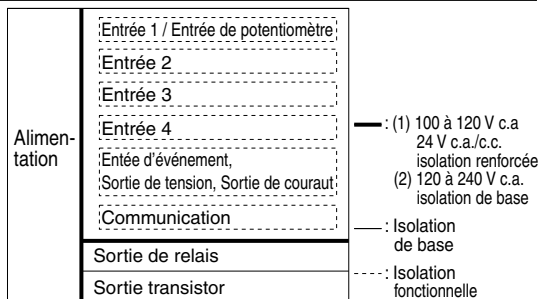 Alimen-
tation
Entrée 1 / Entrée de potentiomètre
Entrée 2
Entrée 3
Entrée 4
Entée d'événement,
Sortie de tension, Sortie de couraut
Communication
Sortie de relais
Sortie transistor
: (1) 100 à 120 V c.a
24 V c.a./c.c.
isolation renforcée
(2) 120 à 240 V c.a.
isolation de base
: Isolation
de base
: Isolation
fonctionnelle